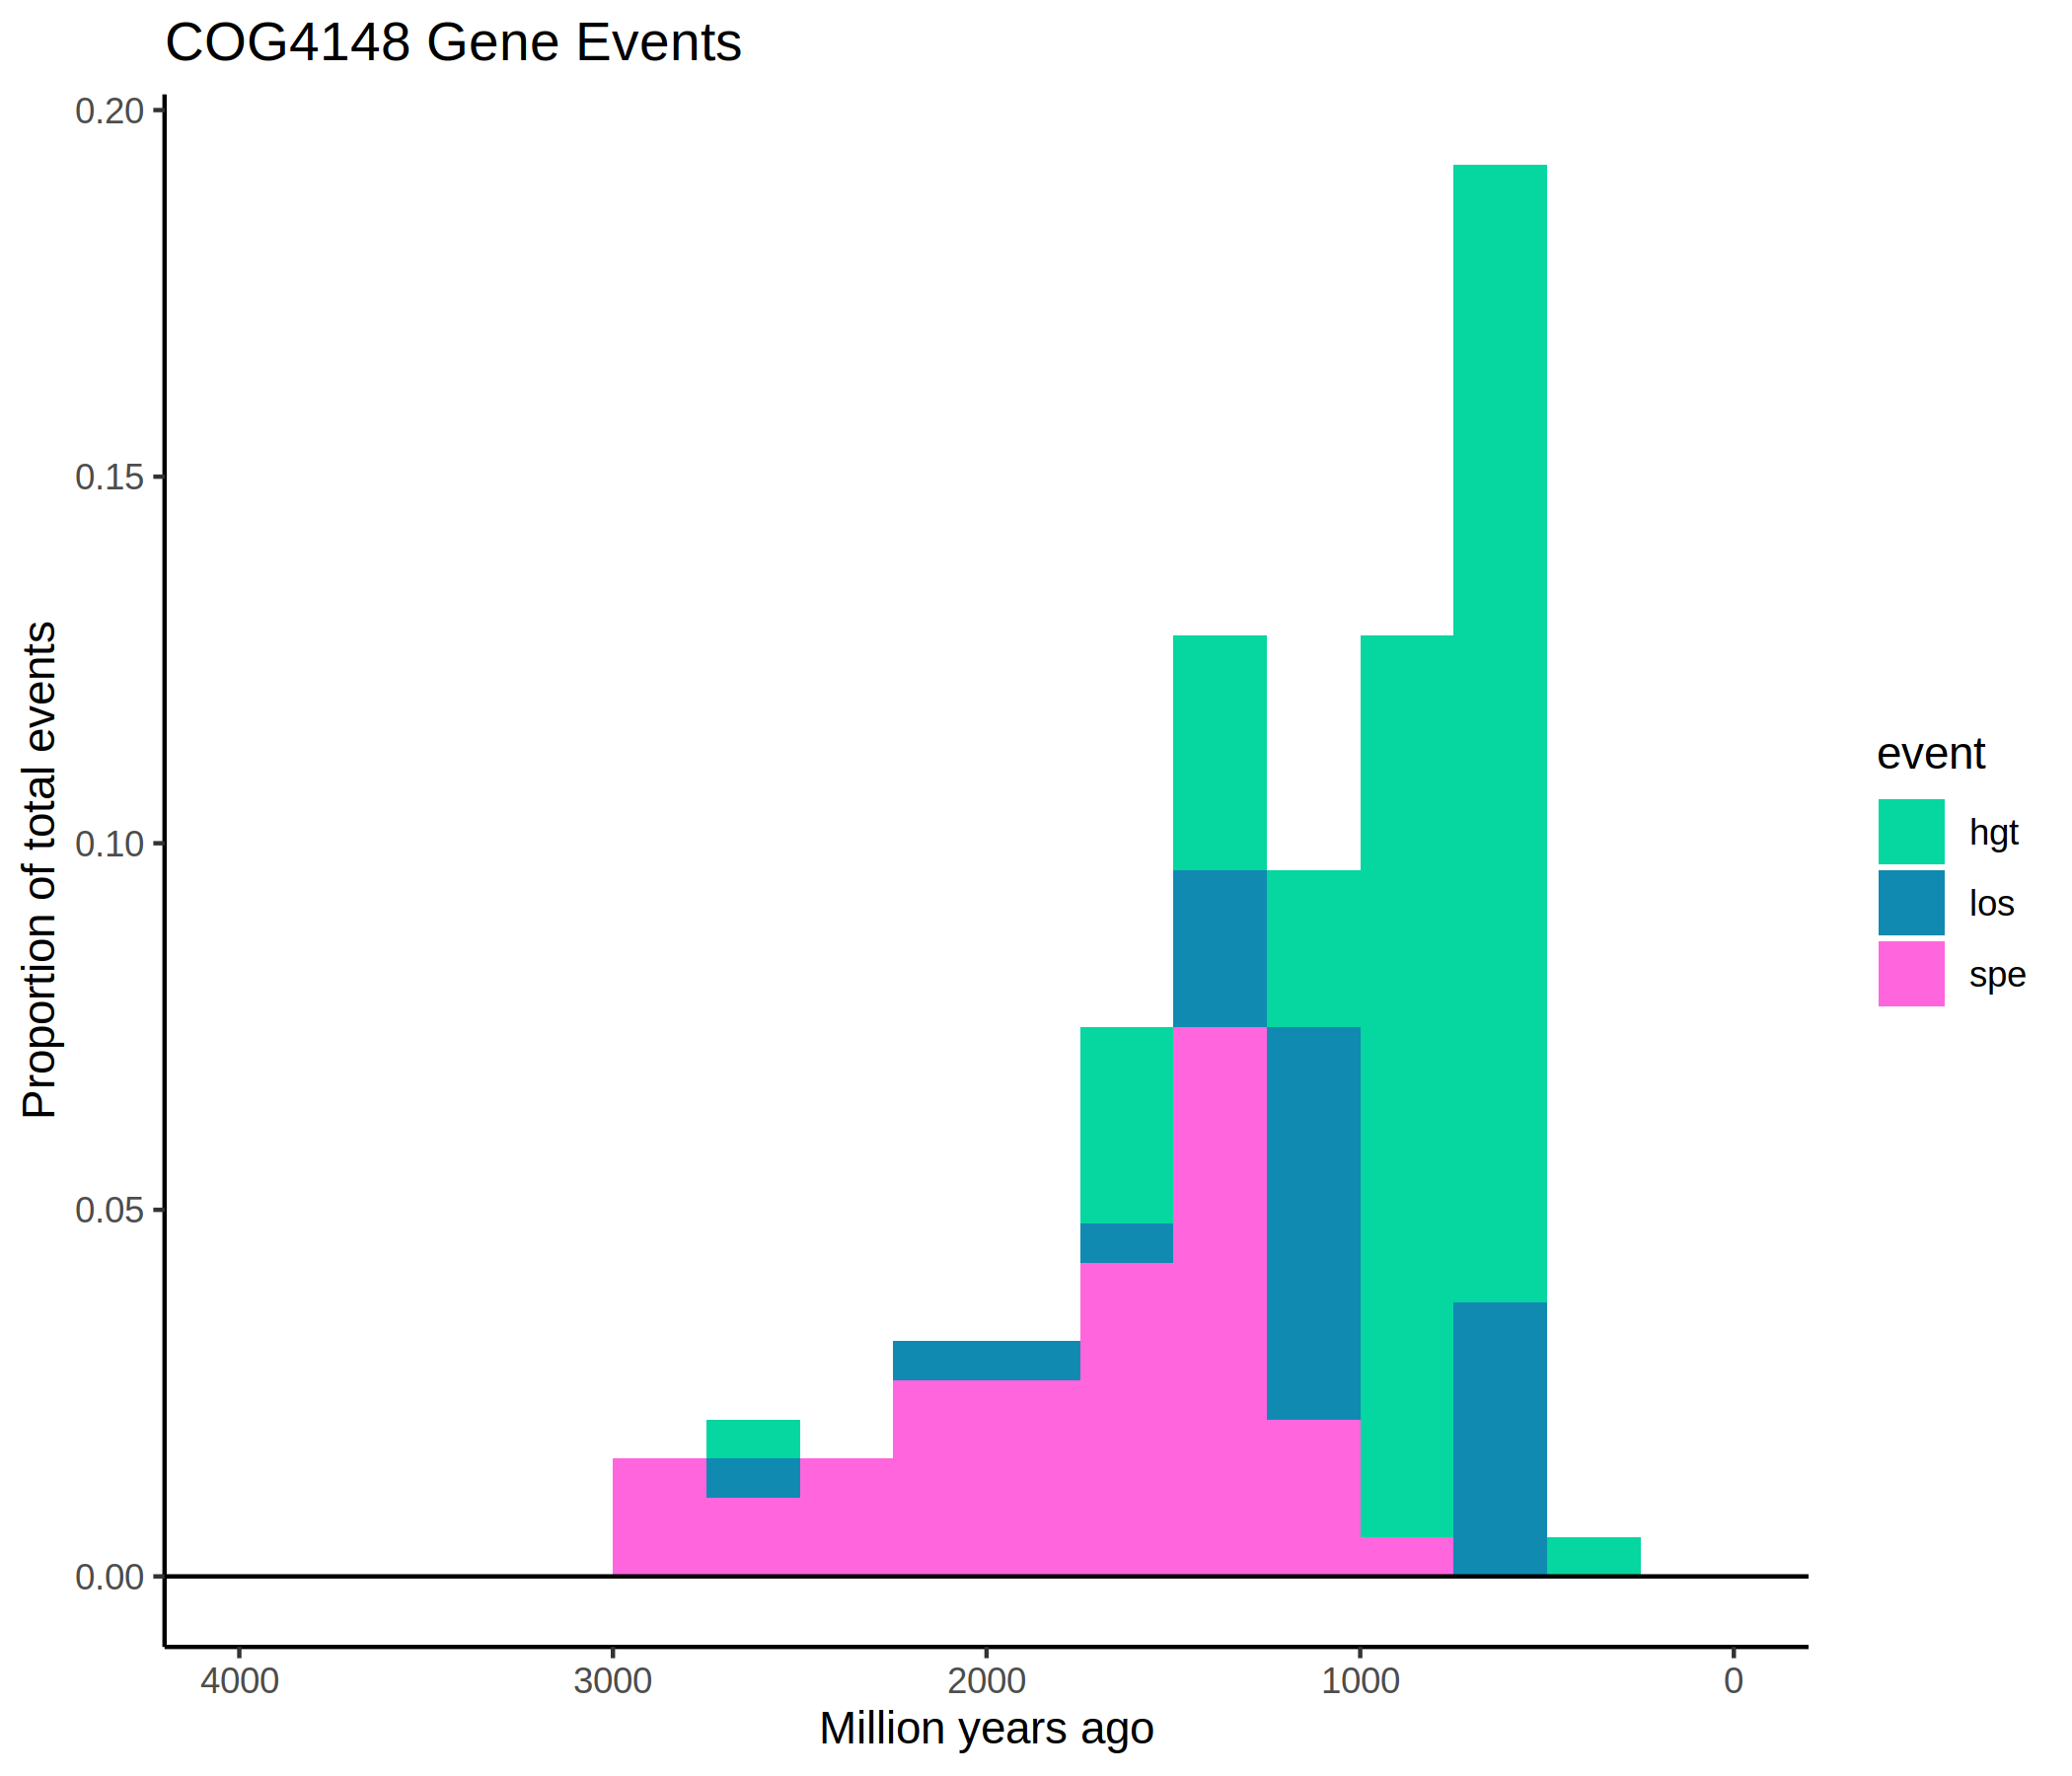 COG4148 Gene Events
Proportion of total events
0.20
0.15
0.10
0.05
0.00
4000 3000 2000 1000 0
Million years ago
event
hgt
los
spe